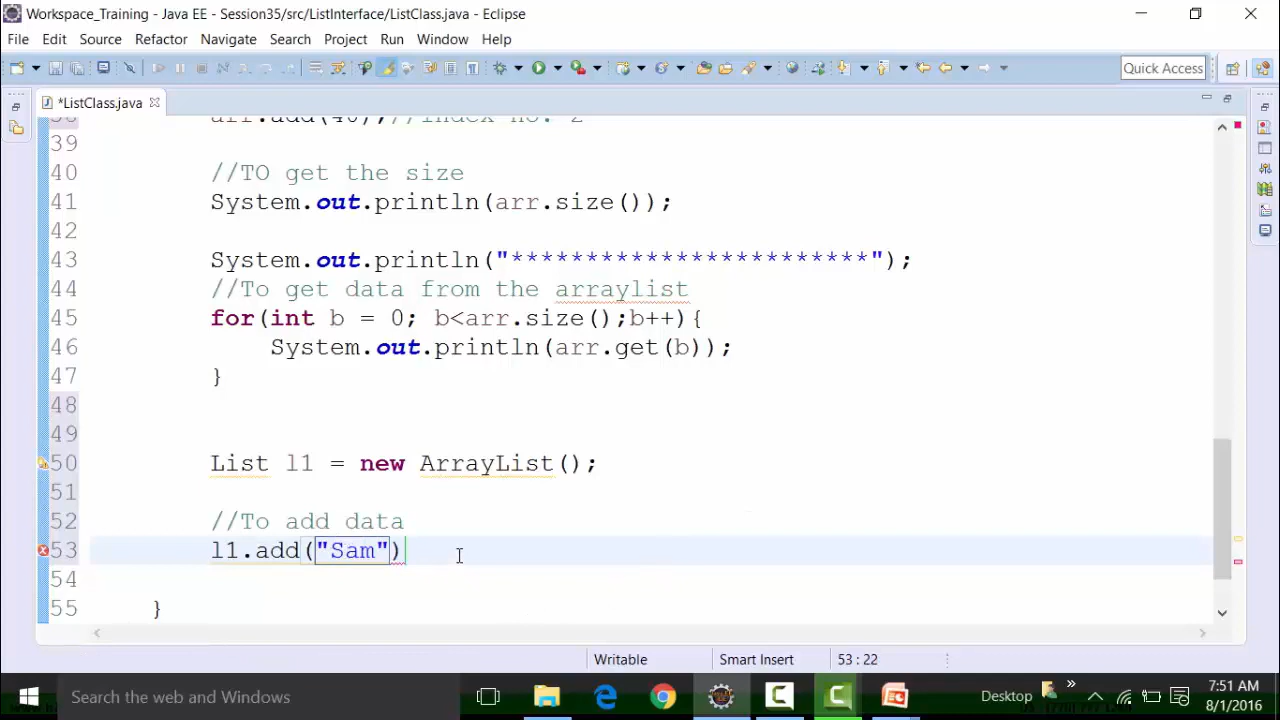 Workspace_Training - Java EE - Session35/src/ListInterface/ListClass.java - Eclipse
File Edit Source Refactor Navigate Search Project Run Window Help
Quick Access
*ListClass.java
38 arr.add(40);//index no. 2
39
40 //TO get the size
41 System.out.println(arr.size());
42
43 System.out.println("************************");
44 //To get data from the arraylist
45 for(int b = 0; b<arr.size();b++){
46 System.out.println(arr.get(b));
47 }
48
49
50 List l1 = new ArrayList();
51
52 //To add data
53 l1.add("Sam")
54
55 }
Writable Smart Insert 53 : 22
Search the web and Windows Desktop 7:51 AM
8/1/2016